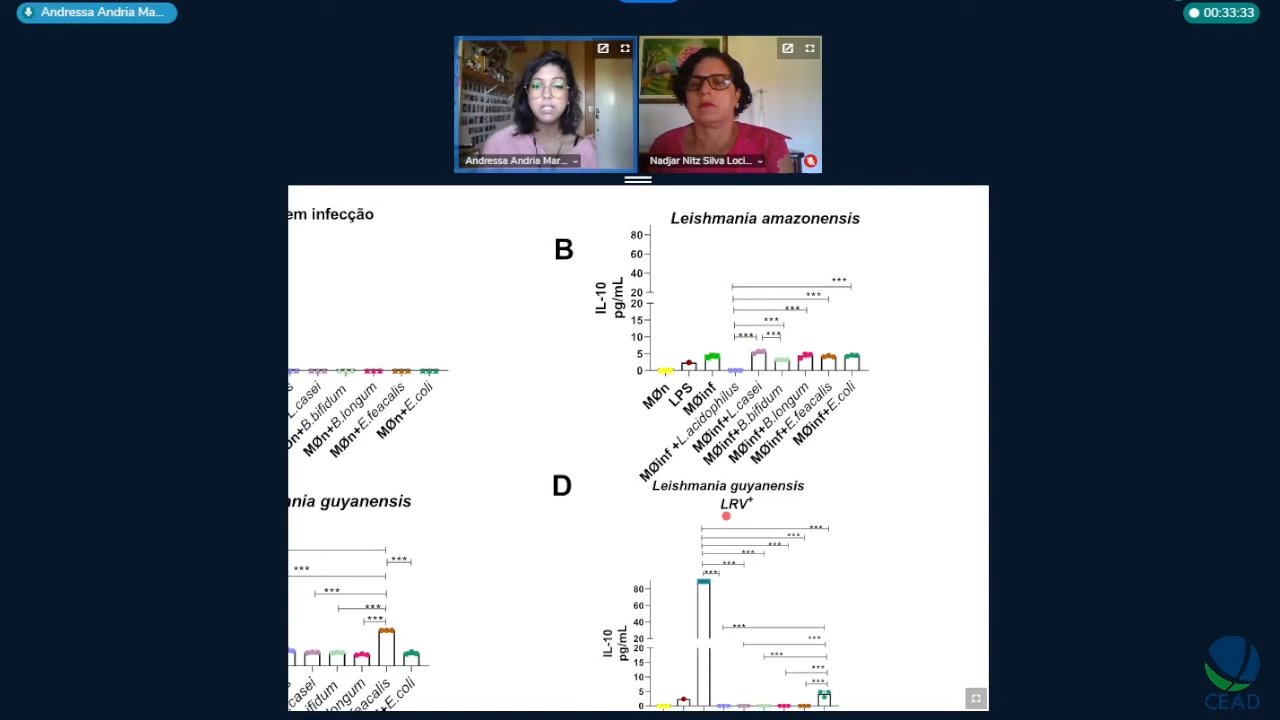 Andressa Andria Ma...
00:33:33
Andressa Andria Mar...
Nadjar Nitz Silva Loci...
em infecção
L.casei
MØn+B.bifidum
MØn+B.longum
MØn+E.feacalis
MØn+E.coli
B
Leishmania amazonensis
IL-10
pg/mL
80
60
40
20
20
15
10
5
0
***
***
***
***
***
***
MØn
LPS
MØinf
MØinf +L.acidophilus
MØinf+L.casei
MØinf+B.bifidum
MØinf+B.longum
MØinf+E.feacalis
MØinf+E.coli
ania guyanensis
***
***
***
***
***
casei
ifidum
longum
feacalis
+E.coli
D
Leishmania guyanensis
LRV+
IL-10
pg/mL
80
60
40
20
20
15
10
5
0
***
***
***
***
***
***
***
***
***
***
***
CEAD